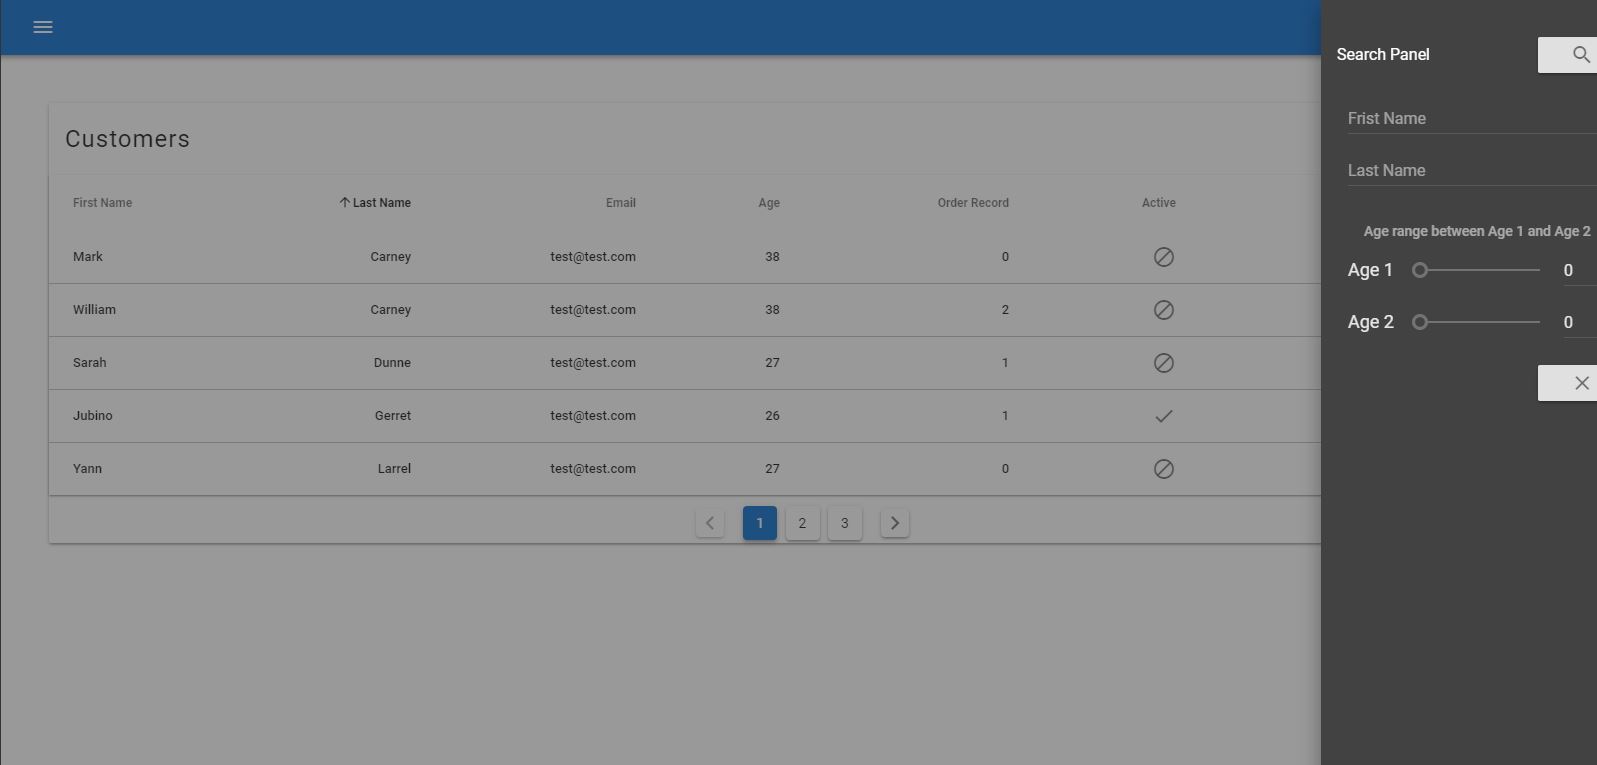 Customers
First Name Last Name Email Age Order Record Active
Mark Carney test@test.com 38 0
William Carney test@test.com 38 2
Sarah Dunne test@test.com 27 1
Jubino Gerret test@test.com 26 1
Yann Larrel test@test.com 27 0
1 2 3
Search Panel
Frist Name
Last Name
Age range between Age 1 and Age 2
Age 1 0
Age 2 0